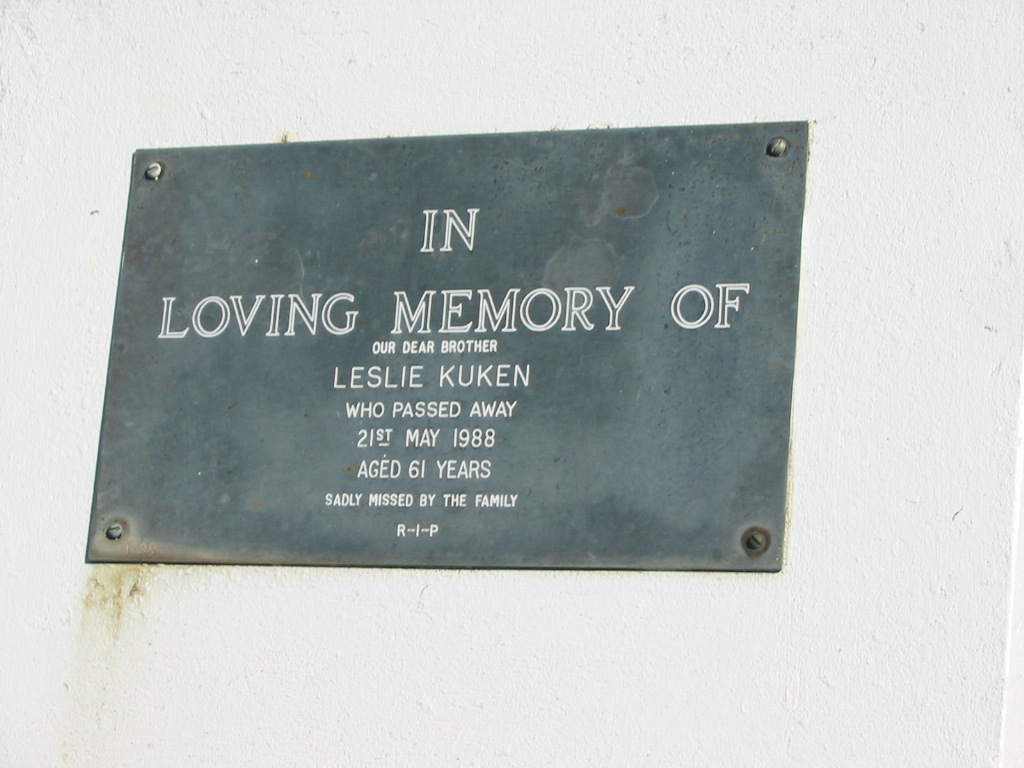 IN
LOVING MEMORY OF
OUR DEAR BROTHER
LESLIE KUKEN
WHO PASSED AWAY
21ST MAY 1988
AGED 61 YEARS
SADLY MISSED BY THE FAMILY
R-I-P